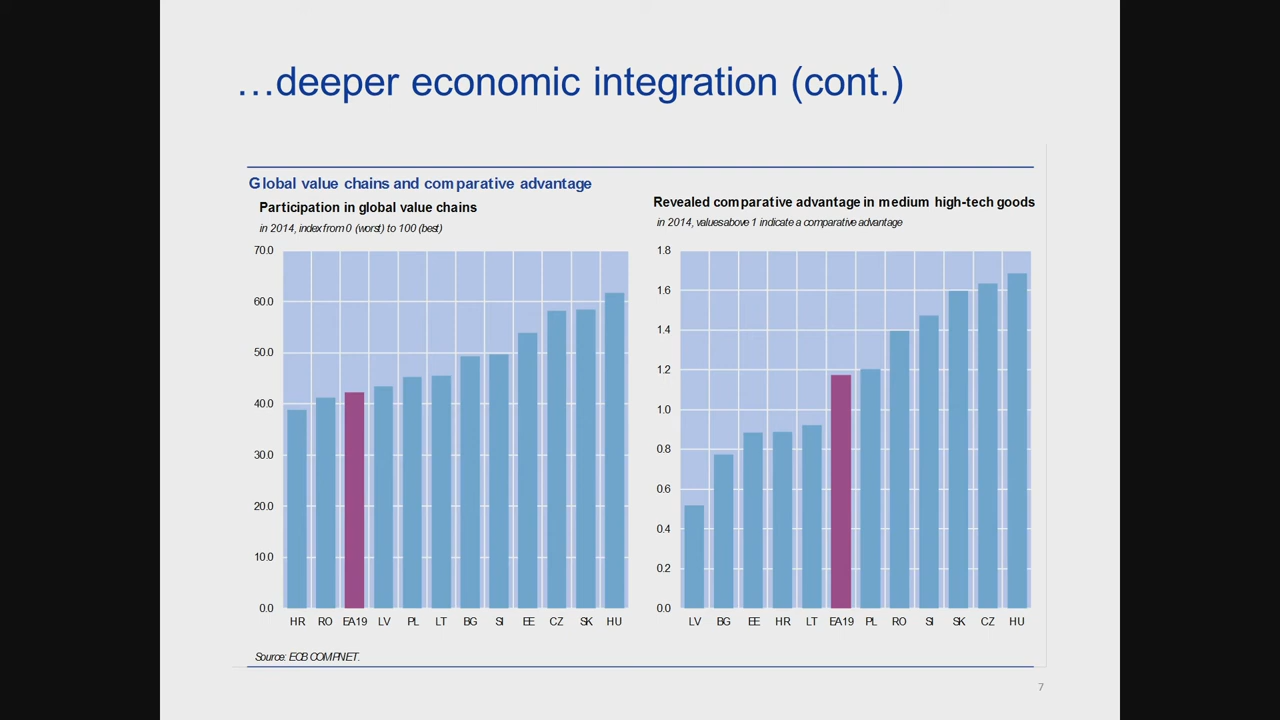 …deeper economic integration (cont.)
Global value chains and comparative advantage
Participation in global value chains
in 2014, index from 0 (worst) to 100 (best)
70.0
60.0
50.0
40.0
30.0
20.0
10.0
0.0
HR RO EA19 LV PL LT BG SI EE CZ SK HU
Revealed comparative advantage in medium high-tech goods
in 2014, values above 1 indicate a comparative advantage
1.8
1.6
1.4
1.2
1.0
0.8
0.6
0.4
0.2
0.0
LV BG EE HR LT EA19 PL RO SI SK CZ HU
Source: ECB COMPNET.
7